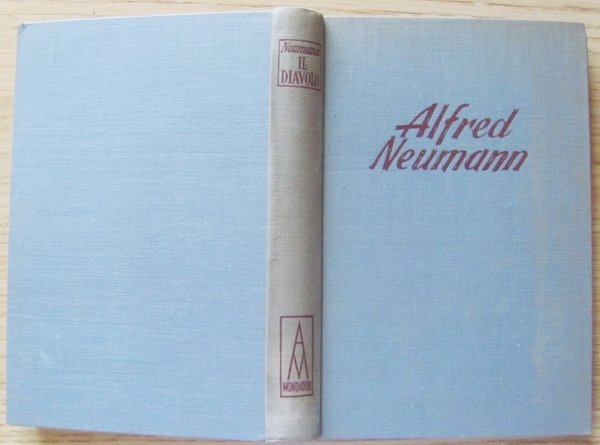 Neumann
IL
DIAVOLO
AM
MONDADORI
Alfred
Neumann